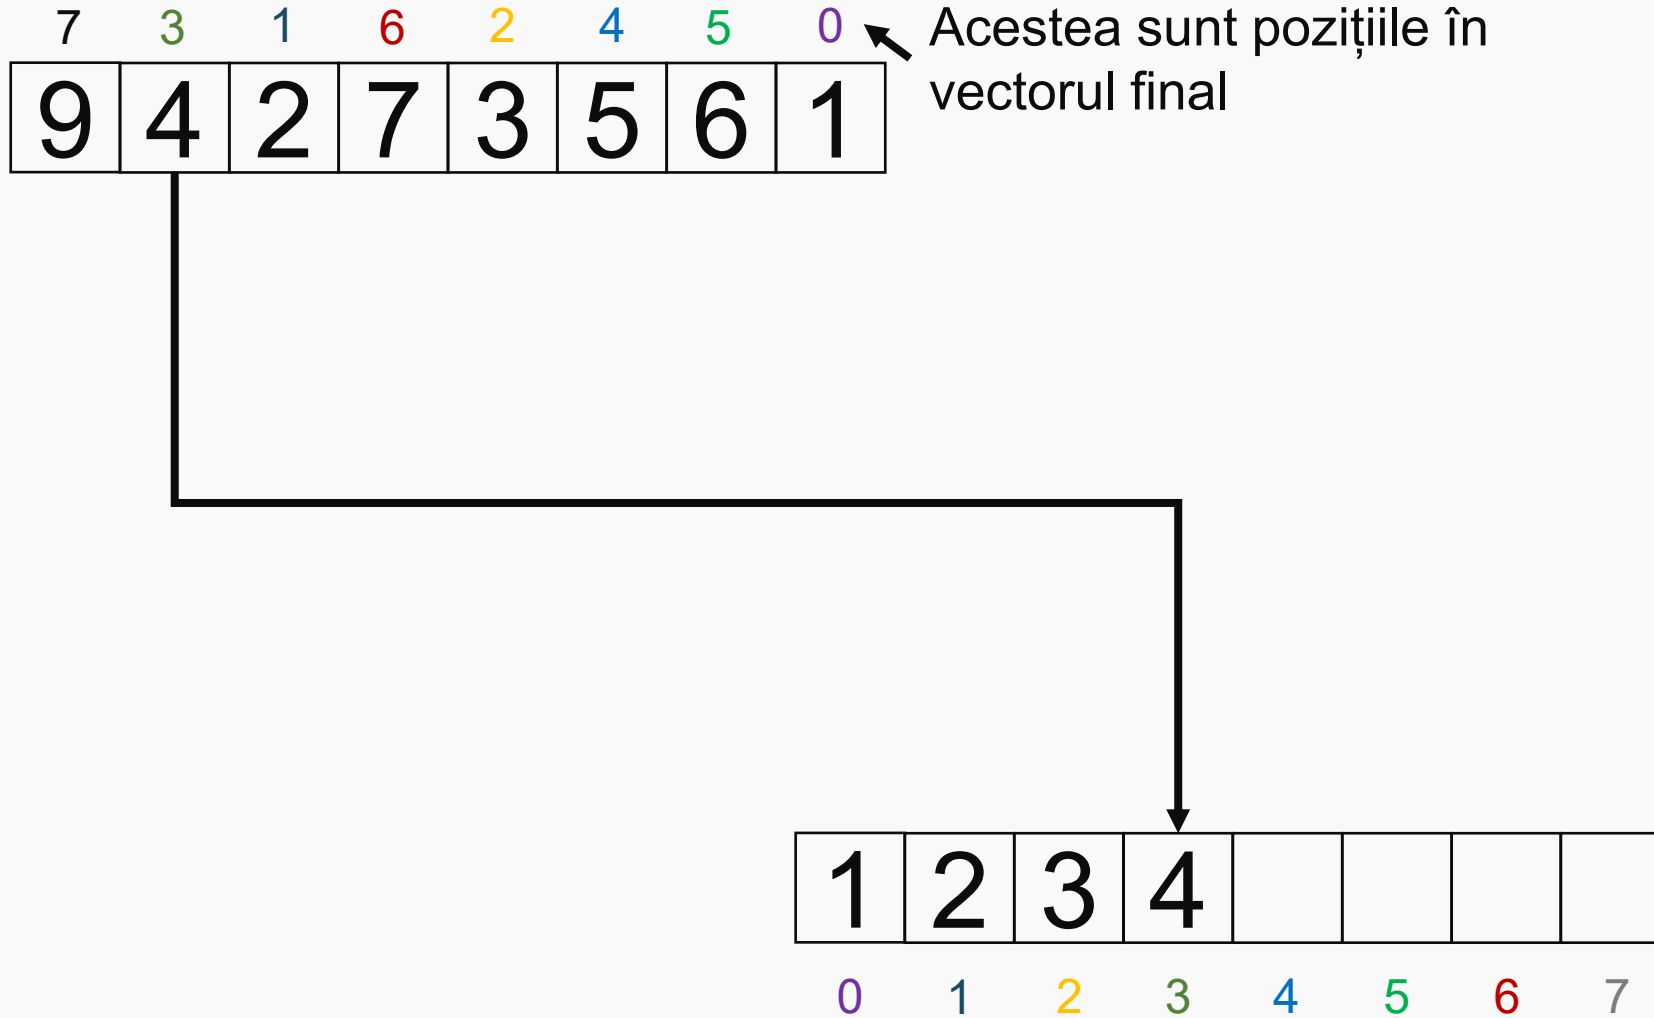 7 3 1 6 2 4 5 0
Acestea sunt pozițiile în
vectorul final
9 4 2 7 3 5 6 1
1 2 3 4
0 1 2 3 4 5 6 7